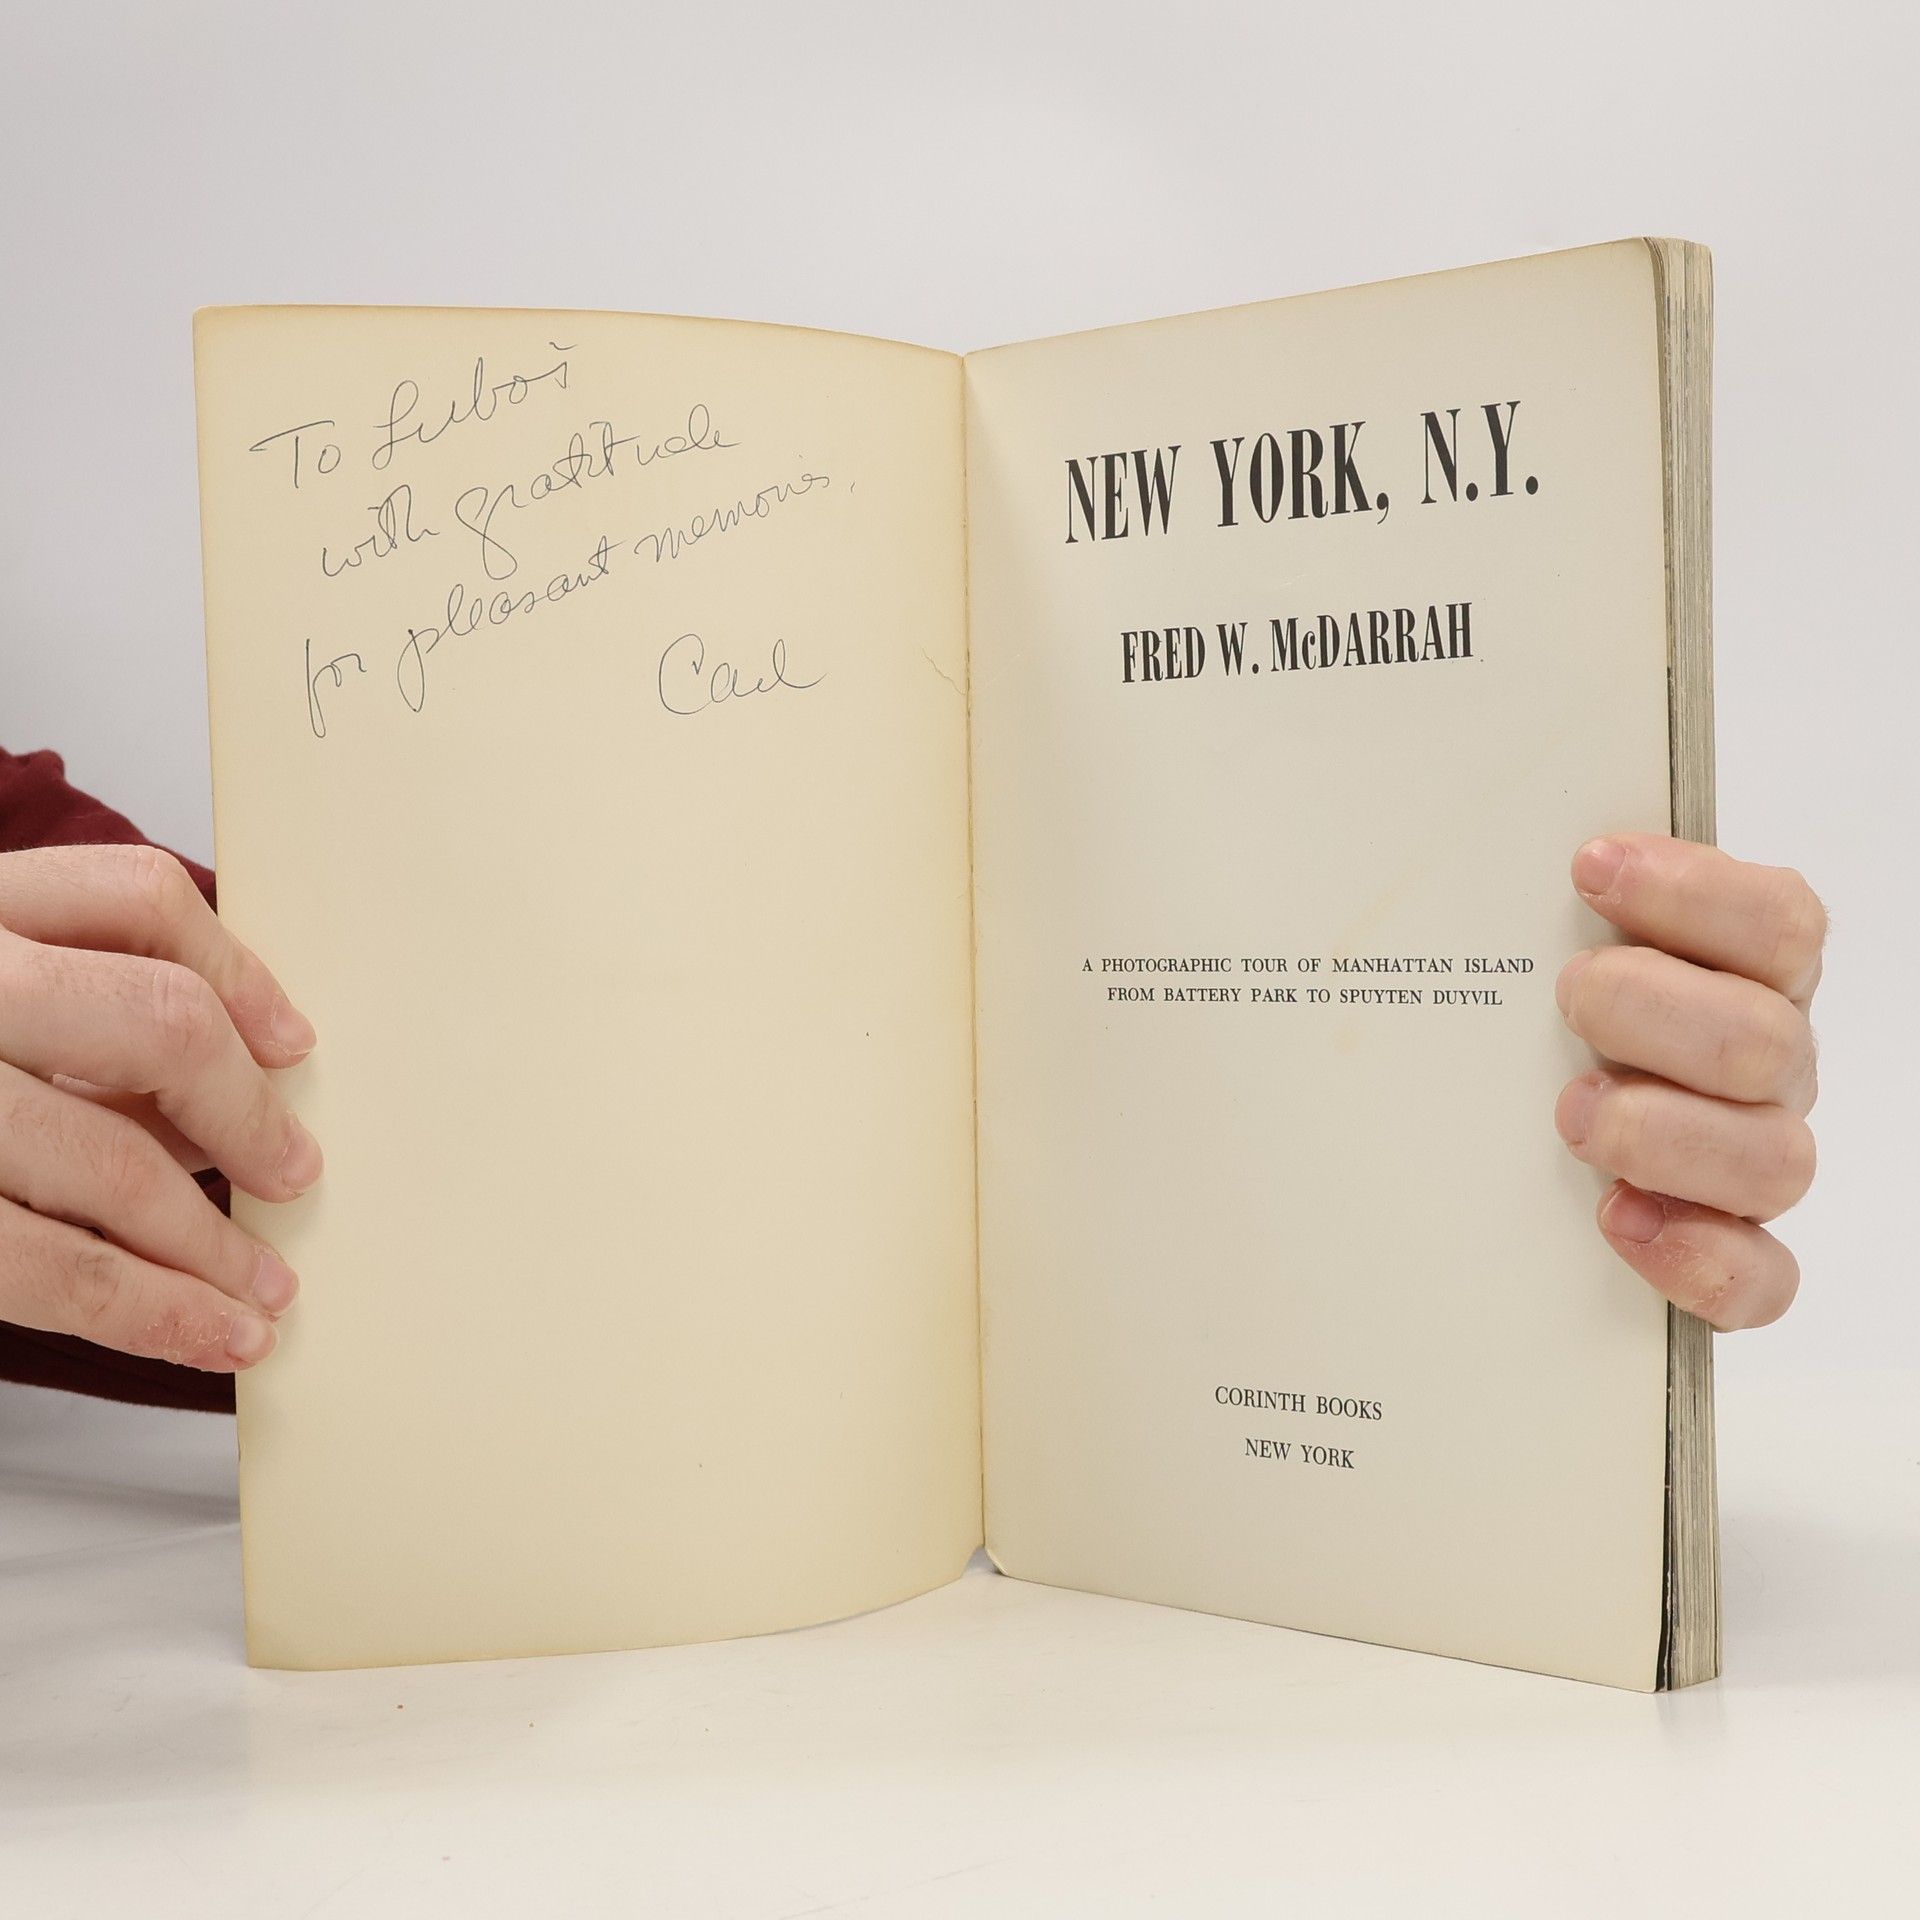 To Luboš
with gratitude
for pleasant memories.
Carl
NEW YORK, N.Y.
FRED W. McDARRAH
A PHOTOGRAPHIC TOUR OF MANHATTAN ISLAND
FROM BATTERY PARK TO SPUYTEN DUYVIL
CORINTH BOOKS
NEW YORK